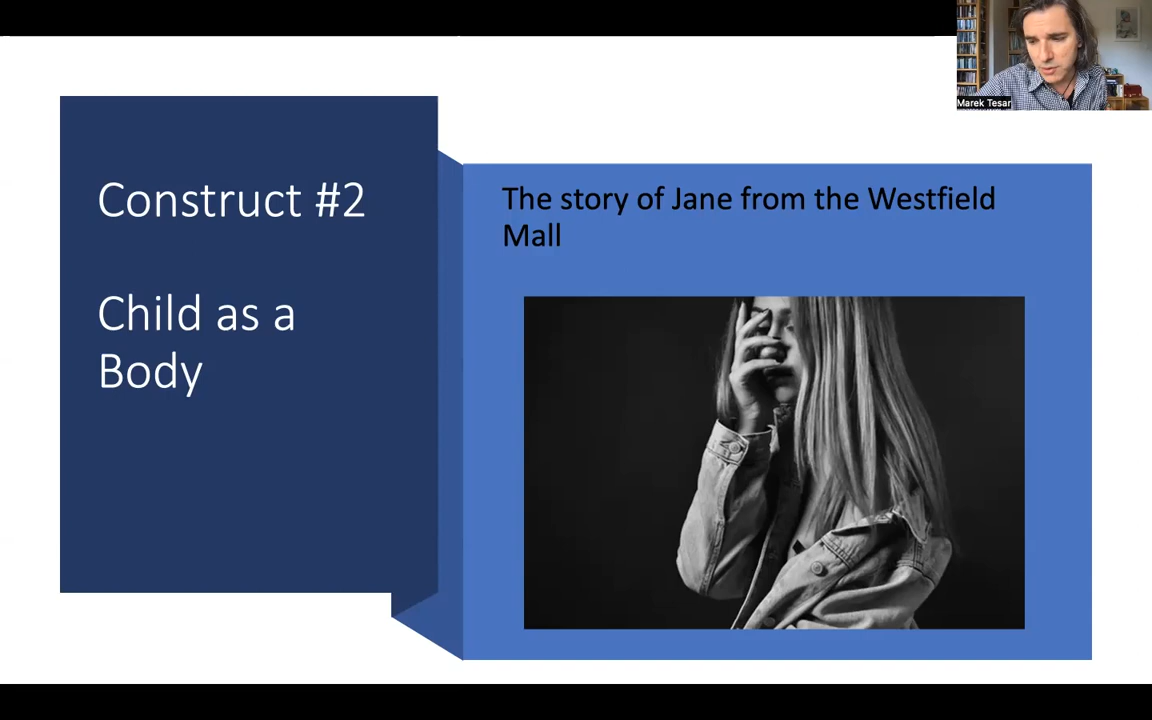 Construct #2
Child as a
Body
The story of Jane from the Westfield
Mall
Marek Tesar